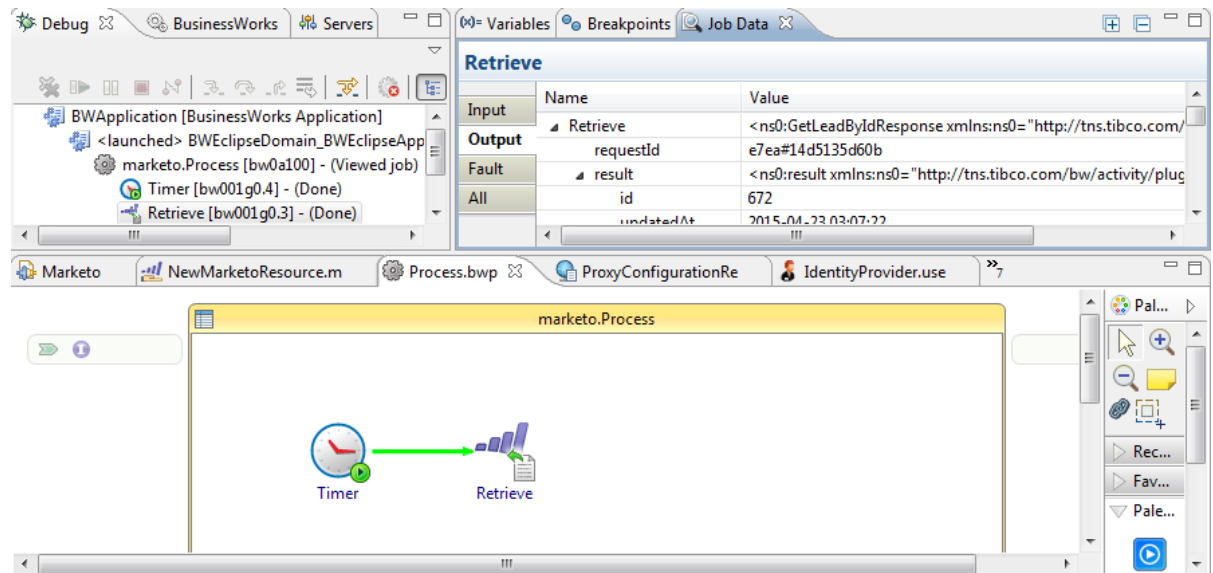 Debug
BusinessWorks
Servers
BWApplication [BusinessWorks Application]
<launched> BWEclipseDomain_BWEclipseApp
marketo.Process [bw0a100] - (Viewed job)
Timer [bw001g0.4] - (Done)
Retrieve [bw001g0.3] - (Done)
(x)= Variables
Breakpoints
Job Data
Retrieve
Input
Output
Fault
All
Name Value
Retrieve <ns0:GetLeadByIdResponse xmlns:ns0="http://tns.tibco.com/
requestId e7ea#14d5135d60b
result <ns0:result xmlns:ns0="http://tns.tibco.com/bw/activity/plug
id 672
updatedAt 2015-04-23 03:07:22
Marketo
NewMarketoResource.m
Process.bwp
ProxyConfigurationRe
IdentityProvider.use
»7
marketo.Process
Timer
Retrieve
Pal...
Rec...
Fav...
Pale...